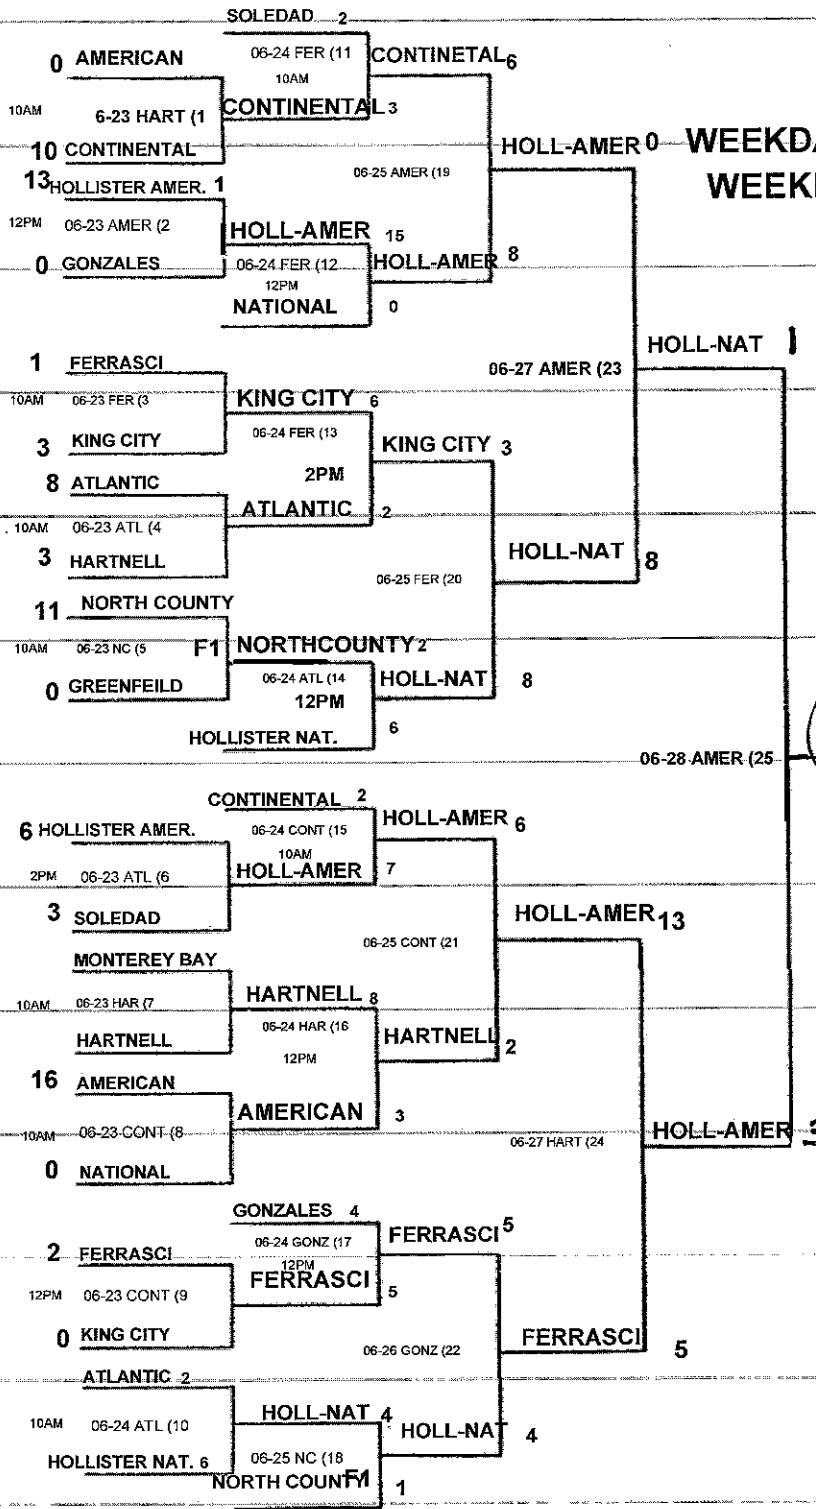 SOLEDAD 2
0 AMERICAN
06-24 FER (11
CONTINETAL 6
10AM
10AM
6-23 HART (1
CONTINENTAL 3
10 CONTINENTAL
HOLL-AMER 0
13 HOLLISTER AMER. 1
06-25 AMER (19
12PM
06-23 AMER (2
HOLL-AMER 15
0 GONZALES
06-24 FER (12
HOLL-AMER 8
12PM
NATIONAL 0
HOLL-NAT 1
1 FERRASCI
06-27 AMER (23
10AM
06-23 FER (3
KING CITY 6
3 KING CITY
06-24 FER (13
KING CITY 3
8 ATLANTIC
2PM
ATLANTIC 2
10AM
06-23 ATL (4
3 HARTNELL
HOLL-NAT 8
06-25 FER (20
11 NORTH COUNTY
10AM
06-23 NC (5
F1 NORTHCOUNTY 2
0 GREENFEILD
06-24 ATL (14
HOLL-NAT 8
12PM
HOLLISTER NAT. 6
06-28 AMER (25
CONTINENTAL 2
6 HOLLISTER AMER.
06-24 CONT (15
HOLL-AMER 6
10AM
2PM
06-23 ATL (6
HOLL-AMER 7
3 SOLEDAD
HOLL-AMER 13
06-25 CONT (21
MONTEREY BAY
10AM
06-23 HAR (7
HARTNELL 8
HARTNELL
06-24 HAR (16
HARTNELL 2
12PM
16 AMERICAN
AMERICAN 3
10AM
06-23 CONT (8
06-27 HART (24
HOLL-AMER
0 NATIONAL
GONZALES 4
2 FERRASCI
06-24 GONZ (17
FERRASCI 5
12PM
12PM
06-23 CONT (9
FERRASCI 5
0 KING CITY
06-26 GONZ (22
FERRASCI 5
ATLANTIC 2
10AM
06-24 ATL (10
HOLL-NAT 4
HOLL-NAT 4
HOLLISTER NAT. 6
06-25 NC (18
NORTH COUNTY F1 1